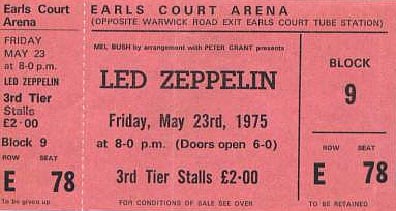 Earls Court
Arena
FRIDAY
MAY 23
at 8-0 p.m.
LED ZEPPELIN
3rd Tier
Stalls
£2·00
Block 9
ROW SEAT
E 78
To be given up
EARLS COURT ARENA
(OPPOSITE WARWICK ROAD EXIT EARLS COURT TUBE STATION)
MEL BUSH by arrangement with PETER GRANT presents
LED ZEPPELIN
Friday, May 23rd, 1975
at 8-0 p.m. (Doors open 6-0)
3rd Tier Stalls £2·00
FOR CONDITIONS OF SALE SEE OVER
BLOCK
9
ROW SEAT
E 78
TO BE RETAINED